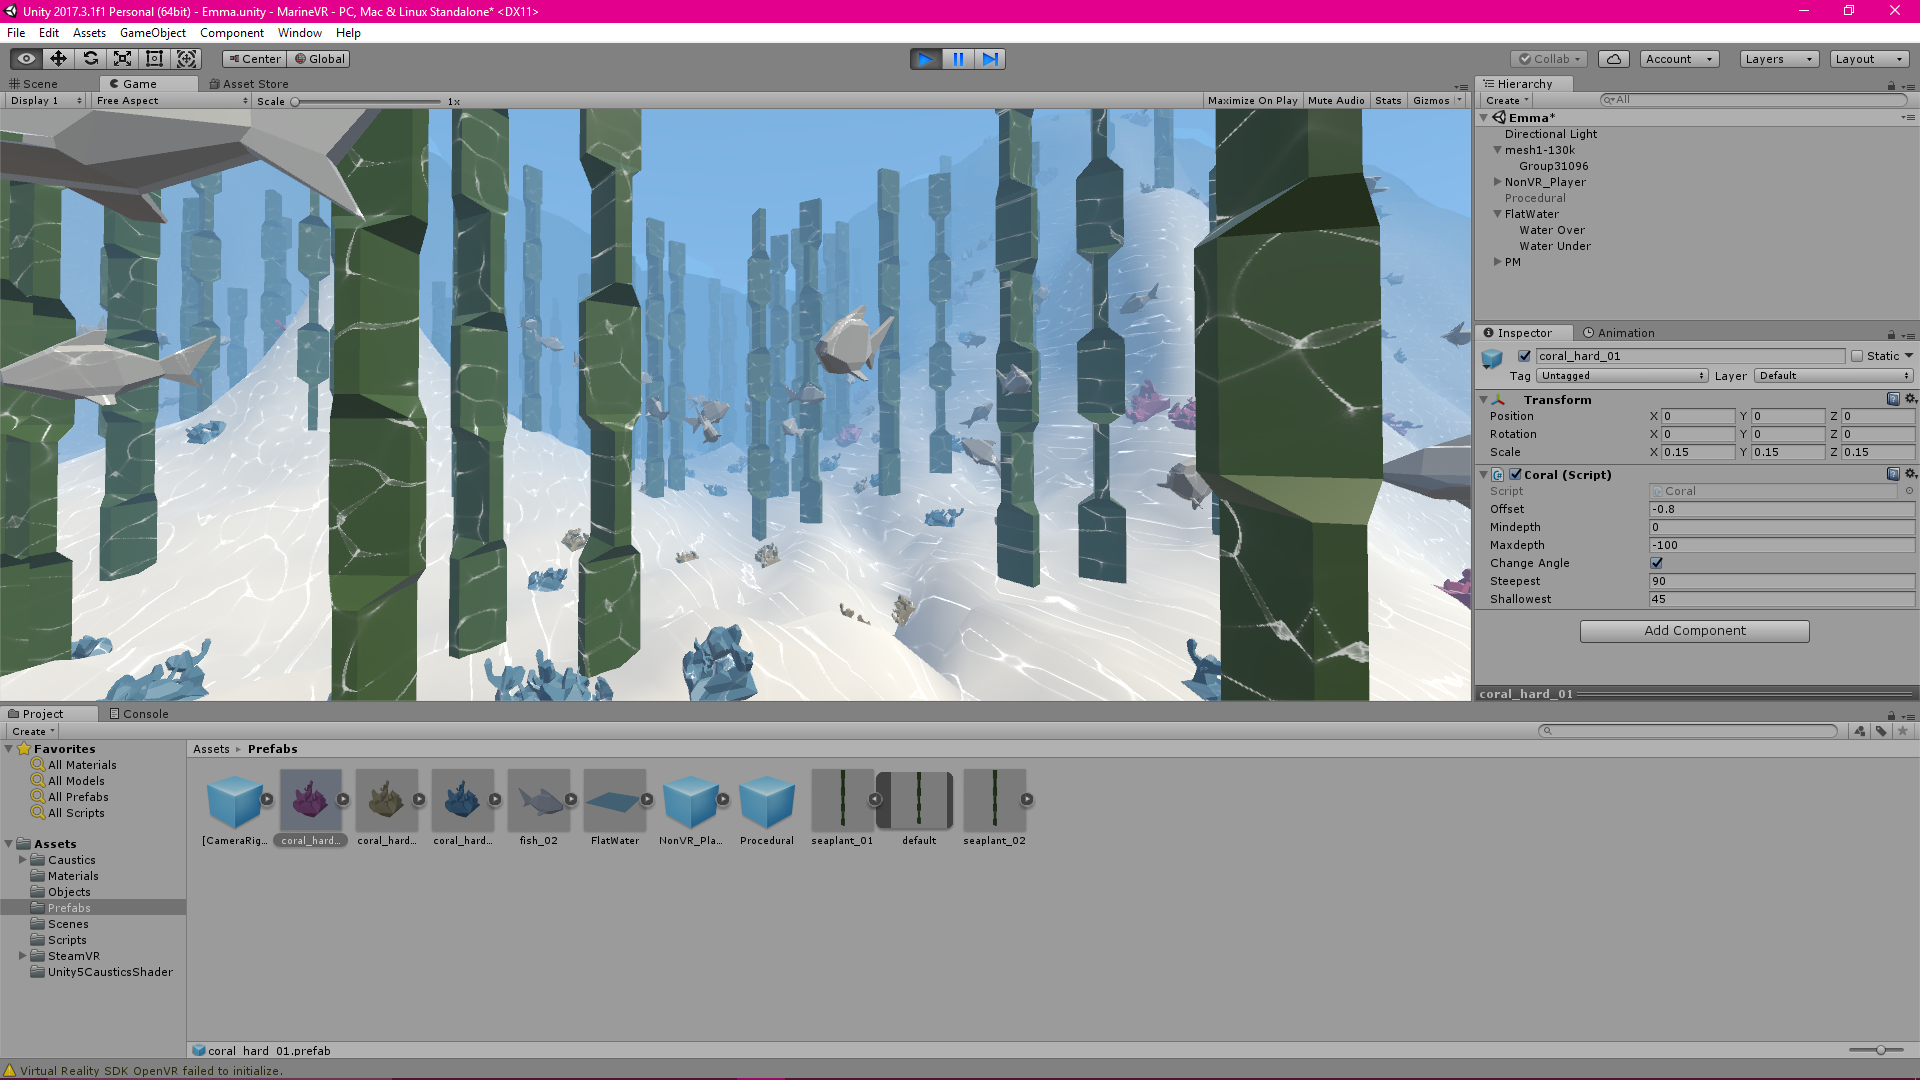 Unity 2017.3.1f1 Personal (64bit) - Emma.unity - MarineVR - PC, Mac & Linux Standalone* <DX11>
File Edit Assets GameObject Component Window Help
Center Global Collab Account Layers Layout
Scene Game Asset Store
Display 1 Free Aspect Scale 1x Maximize On Play Mute Audio Stats Gizmos
Hierarchy
Create All
Emma*
Directional Light
mesh1-130k
Group31096
NonVR_Player
Procedural
FlatWater
Water Over
Water Under
PM
Inspector Animation
coral_hard_01 Static
Tag Untagged Layer Default
Transform
Position X 0 Y 0 Z 0
Rotation X 0 Y 0 Z 0
Scale X 0.15 Y 0.15 Z 0.15
Coral (Script)
Script Coral
Offset -0.8
Mindepth 0
Maxdepth -100
Change Angle
Steepest 90
Shallowest 45
Add Component
coral_hard_01
Project Console
Create
Favorites
All Materials
All Models
All Prefabs
All Scripts
Assets
Caustics
Materials
Objects
Prefabs
Scenes
Scripts
SteamVR
Unity5CausticsShader
Assets Prefabs
[CameraRig... coral_hard... coral_hard... coral_hard... fish_02 FlatWater NonVR_Pla... Procedural seaplant_01 default seaplant_02
coral_hard_01.prefab
Virtual Reality SDK OpenVR failed to initialize.